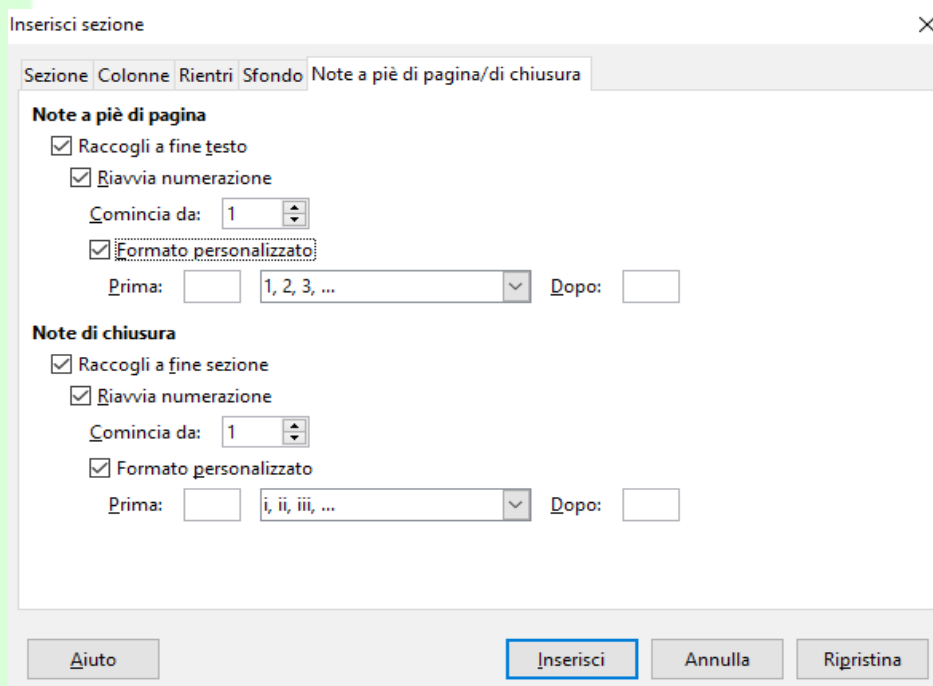 Inserisci sezione
Sezione Colonne Rientri Sfondo Note a piè di pagina/di chiusura
Note a piè di pagina
Raccogli a fine testo
Riavvia numerazione
Comincia da: 1
Formato personalizzato
Prima: 1, 2, 3, ... Dopo:
Note di chiusura
Raccogli a fine sezione
Riavvia numerazione
Comincia da: 1
Formato personalizzato
Prima: i, ii, iii, ... Dopo:
Aiuto Inserisci Annulla Ripristina